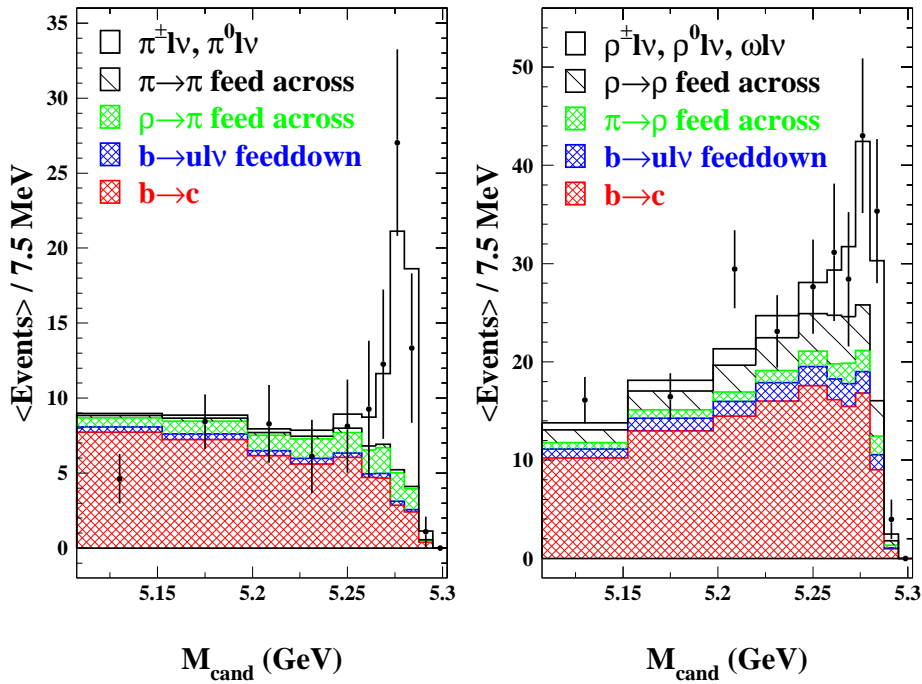 π±lν, π0lν
π→π feed across
ρ→π feed across
b→ulν feeddown
b→c
<Events> / 7.5 MeV
35
30
25
20
15
10
5
0
5.15
5.2
5.25
5.3
Mcand (GeV)
ρ±lν, ρ0lν, ωlν
ρ→ρ feed across
π→ρ feed across
b→ulν feeddown
b→c
<Events> / 7.5 MeV
50
40
30
20
10
0
5.15
5.2
5.25
5.3
Mcand (GeV)